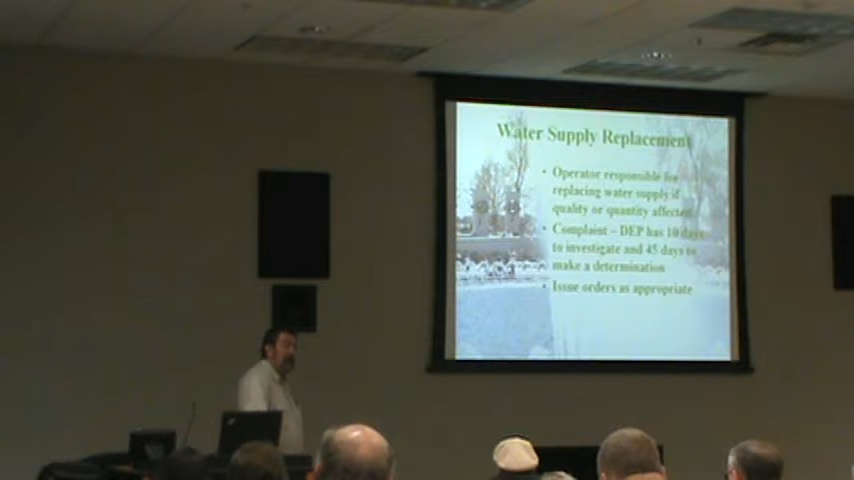 Water Supply Replacement
• Operator responsible for
replacing water supply if
quality or quantity affected
• Complaint – DEP has 10 days
to investigate and 45 days to
make a determination
• Issue orders as appropriate